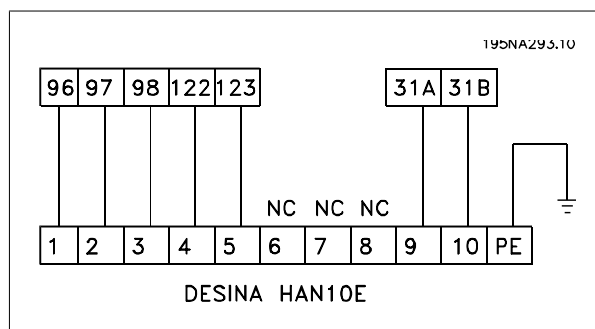 195NA293.10
96 97 98 122 123 31A 31B
NC NC NC
1 2 3 4 5 6 7 8 9 10 PE
DESINA HAN10E